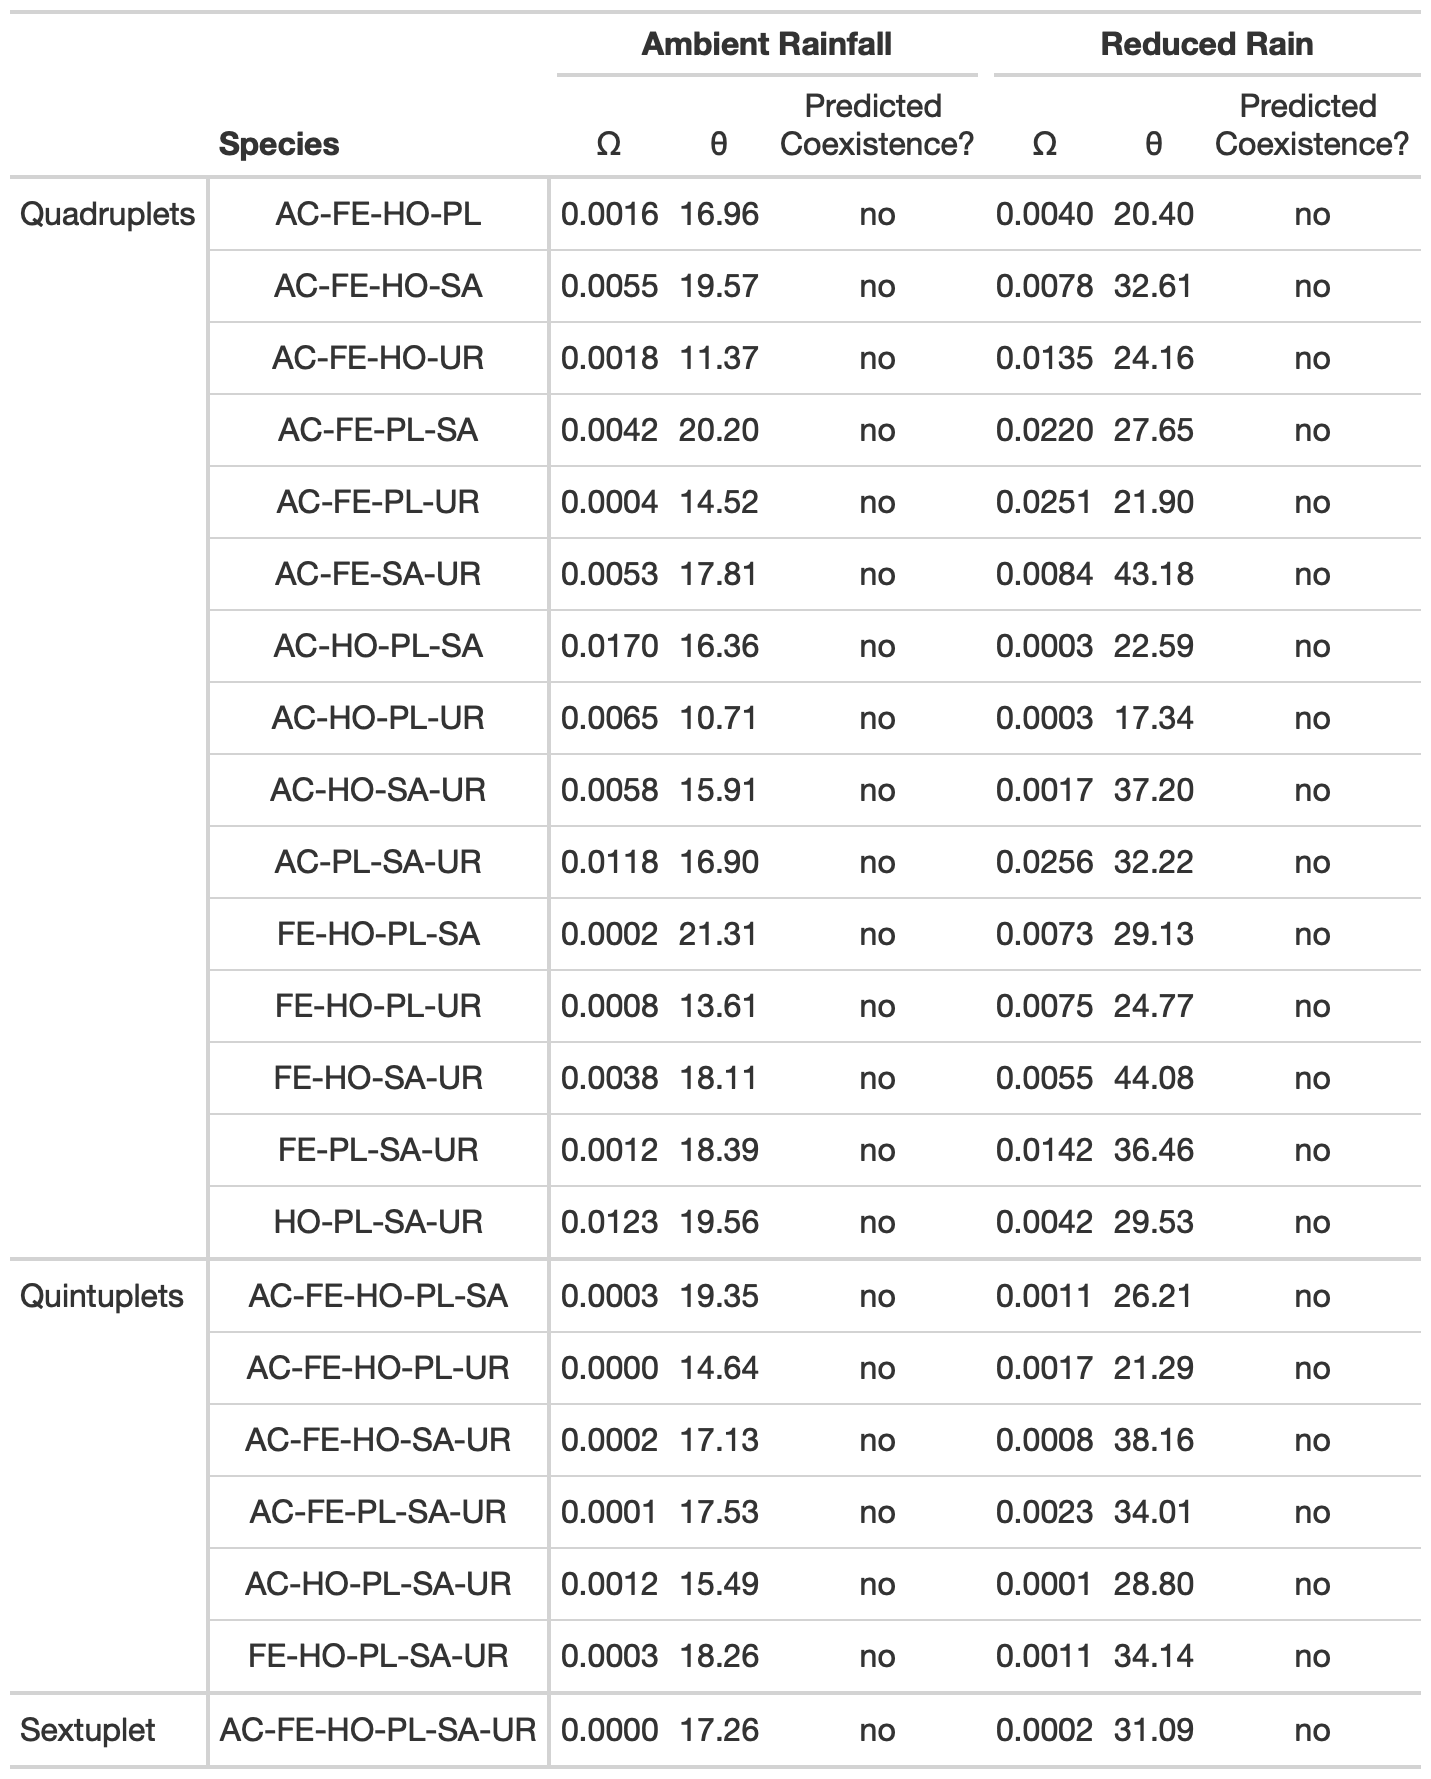 Ambient Rainfall Reduced Rain
Predicted Predicted
Species Ω θ Coexistence? Ω θ Coexistence?
Quadruplets AC-FE-HO-PL 0.0016 16.96 no 0.0040 20.40 no
AC-FE-HO-SA 0.0055 19.57 no 0.0078 32.61 no
AC-FE-HO-UR 0.0018 11.37 no 0.0135 24.16 no
AC-FE-PL-SA 0.0042 20.20 no 0.0220 27.65 no
AC-FE-PL-UR 0.0004 14.52 no 0.0251 21.90 no
AC-FE-SA-UR 0.0053 17.81 no 0.0084 43.18 no
AC-HO-PL-SA 0.0170 16.36 no 0.0003 22.59 no
AC-HO-PL-UR 0.0065 10.71 no 0.0003 17.34 no
AC-HO-SA-UR 0.0058 15.91 no 0.0017 37.20 no
AC-PL-SA-UR 0.0118 16.90 no 0.0256 32.22 no
FE-HO-PL-SA 0.0002 21.31 no 0.0073 29.13 no
FE-HO-PL-UR 0.0008 13.61 no 0.0075 24.77 no
FE-HO-SA-UR 0.0038 18.11 no 0.0055 44.08 no
FE-PL-SA-UR 0.0012 18.39 no 0.0142 36.46 no
HO-PL-SA-UR 0.0123 19.56 no 0.0042 29.53 no
Quintuplets AC-FE-HO-PL-SA 0.0003 19.35 no 0.0011 26.21 no
AC-FE-HO-PL-UR 0.0000 14.64 no 0.0017 21.29 no
AC-FE-HO-SA-UR 0.0002 17.13 no 0.0008 38.16 no
AC-FE-PL-SA-UR 0.0001 17.53 no 0.0023 34.01 no
AC-HO-PL-SA-UR 0.0012 15.49 no 0.0001 28.80 no
FE-HO-PL-SA-UR 0.0003 18.26 no 0.0011 34.14 no
Sextuplet AC-FE-HO-PL-SA-UR 0.0000 17.26 no 0.0002 31.09 no